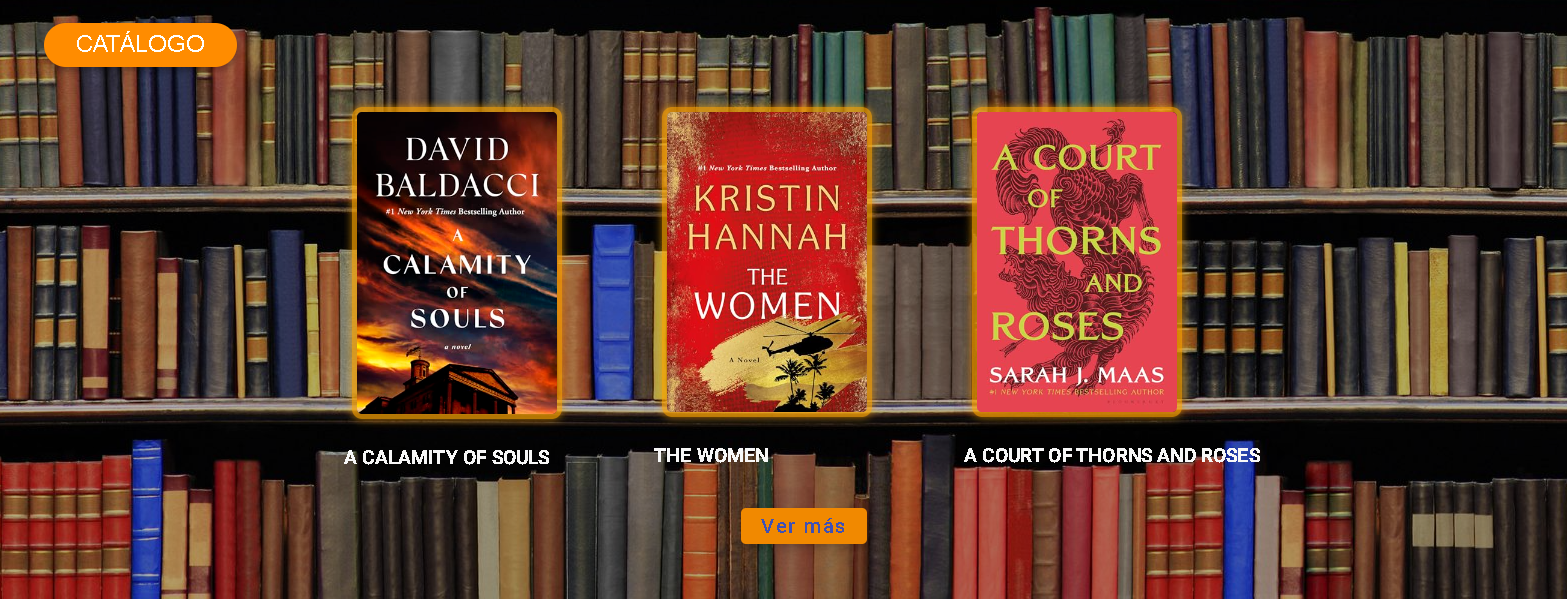 CATÁLOGO
DAVID
BALDACCI
#1 New York Times Bestselling Author
A
CALAMITY
OF
SOULS
a novel
#1 New York Times Bestselling Author
KRISTIN
HANNAH
THE
WOMEN
A Novel
A COURT
OF
THORNS
AND
ROSES
SARAH J. MAAS
#1 NEW YORK TIMES BESTSELLING AUTHOR
A CALAMITY OF SOULS
THE WOMEN
A COURT OF THORNS AND ROSES
Ver más